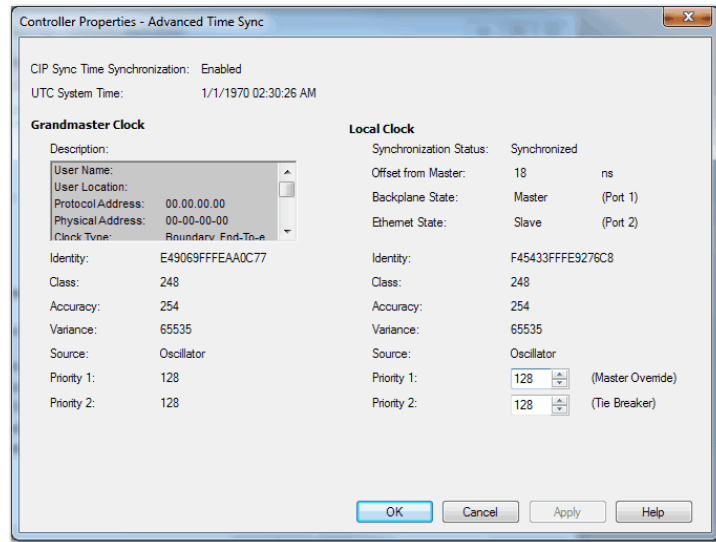 Controller Properties - Advanced Time Sync
CIP Sync Time Synchronization: Enabled
UTC System Time: 1/1/1970 02:30:26 AM
Grandmaster Clock
Description:
User Name:
User Location:
Protocol Address: 00.00.00.00
Physical Address: 00-00-00-00
Clock Type: Boundary, End-To-e
Identity: E49069FFFEAA0C77
Class: 248
Accuracy: 254
Variance: 65535
Source: Oscillator
Priority 1: 128
Priority 2: 128
Local Clock
Synchronization Status: Synchronized
Offset from Master: 18 ns
Backplane State: Master (Port 1)
Ethernet State: Slave (Port 2)
Identity: F45433FFFE9276C8
Class: 248
Accuracy: 254
Variance: 65535
Source: Oscillator
Priority 1: 128 (Master Override)
Priority 2: 128 (Tie Breaker)
OK Cancel Apply Help